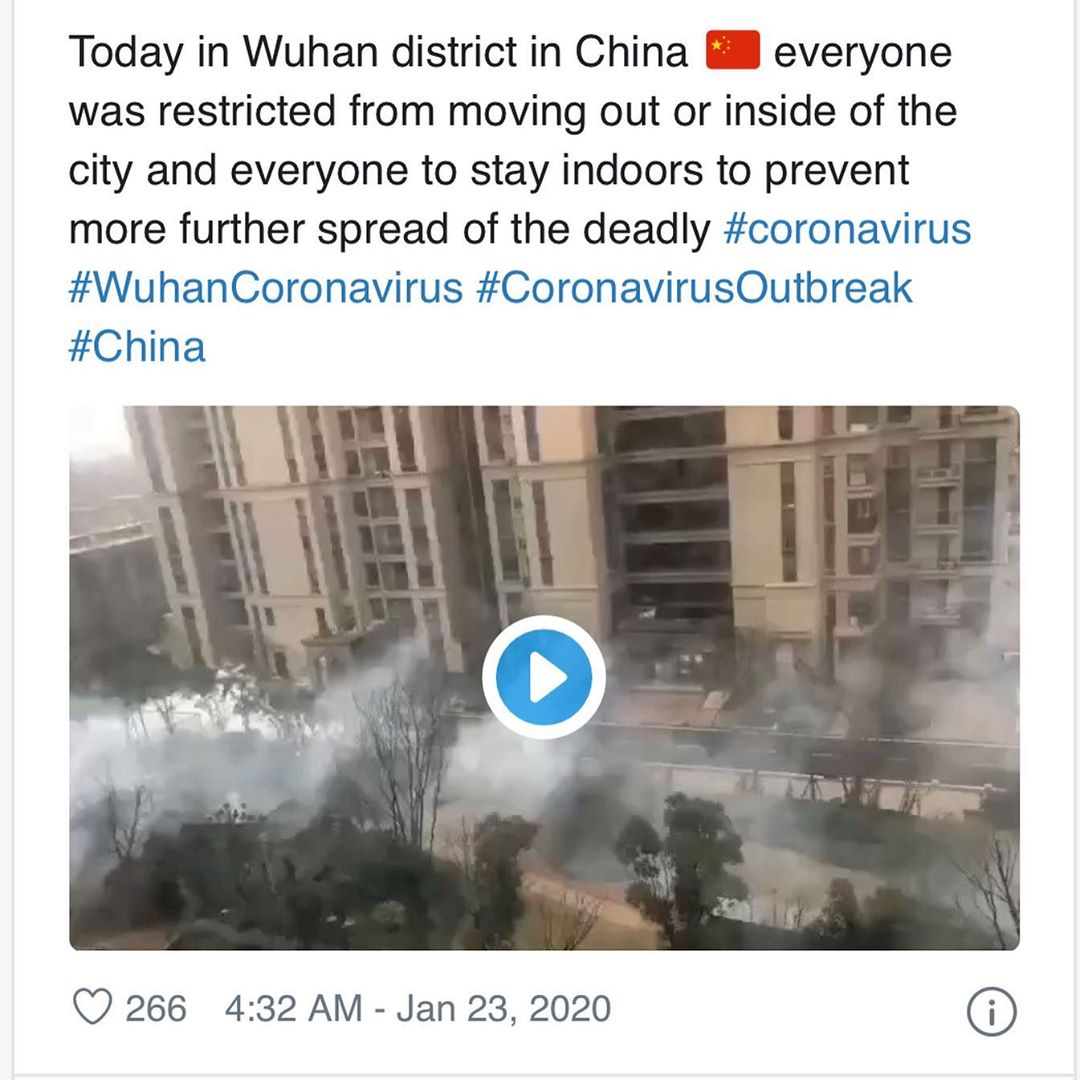 Today in Wuhan district in China 🇨🇳 everyone
was restricted from moving out or inside of the
city and everyone to stay indoors to prevent
more further spread of the deadly #coronavirus
#WuhanCoronavirus #CoronavirusOutbreak
#China
266 4:32 AM - Jan 23, 2020